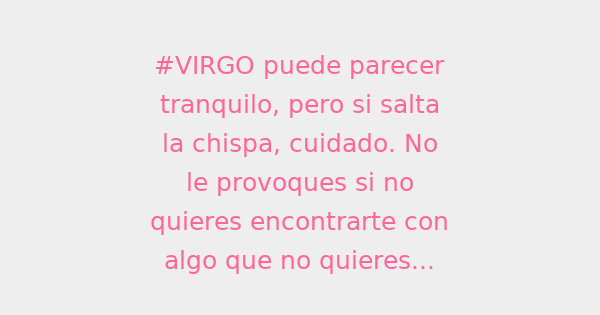 #VIRGO puede parecer
tranquilo, pero si salta
la chispa, cuidado. No
le provoques si no
quieres encontrarte con
algo que no quieres...